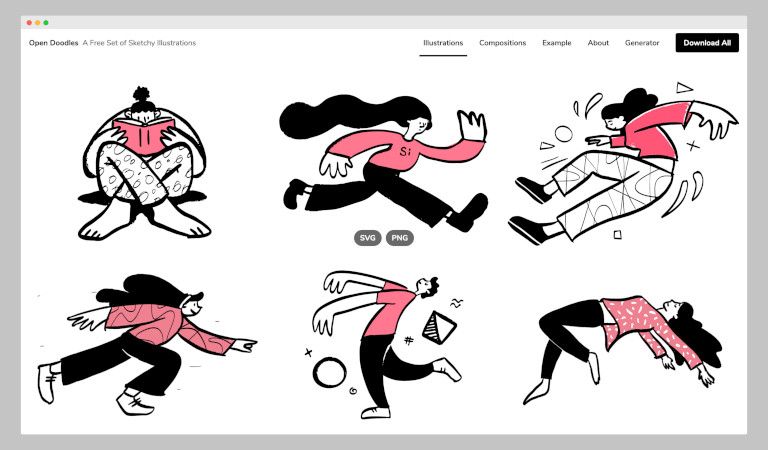 Open Doodles A Free Set of Sketchy Illustrations
Illustrations Compositions Example About Generator Download All
Si
SVG PNG